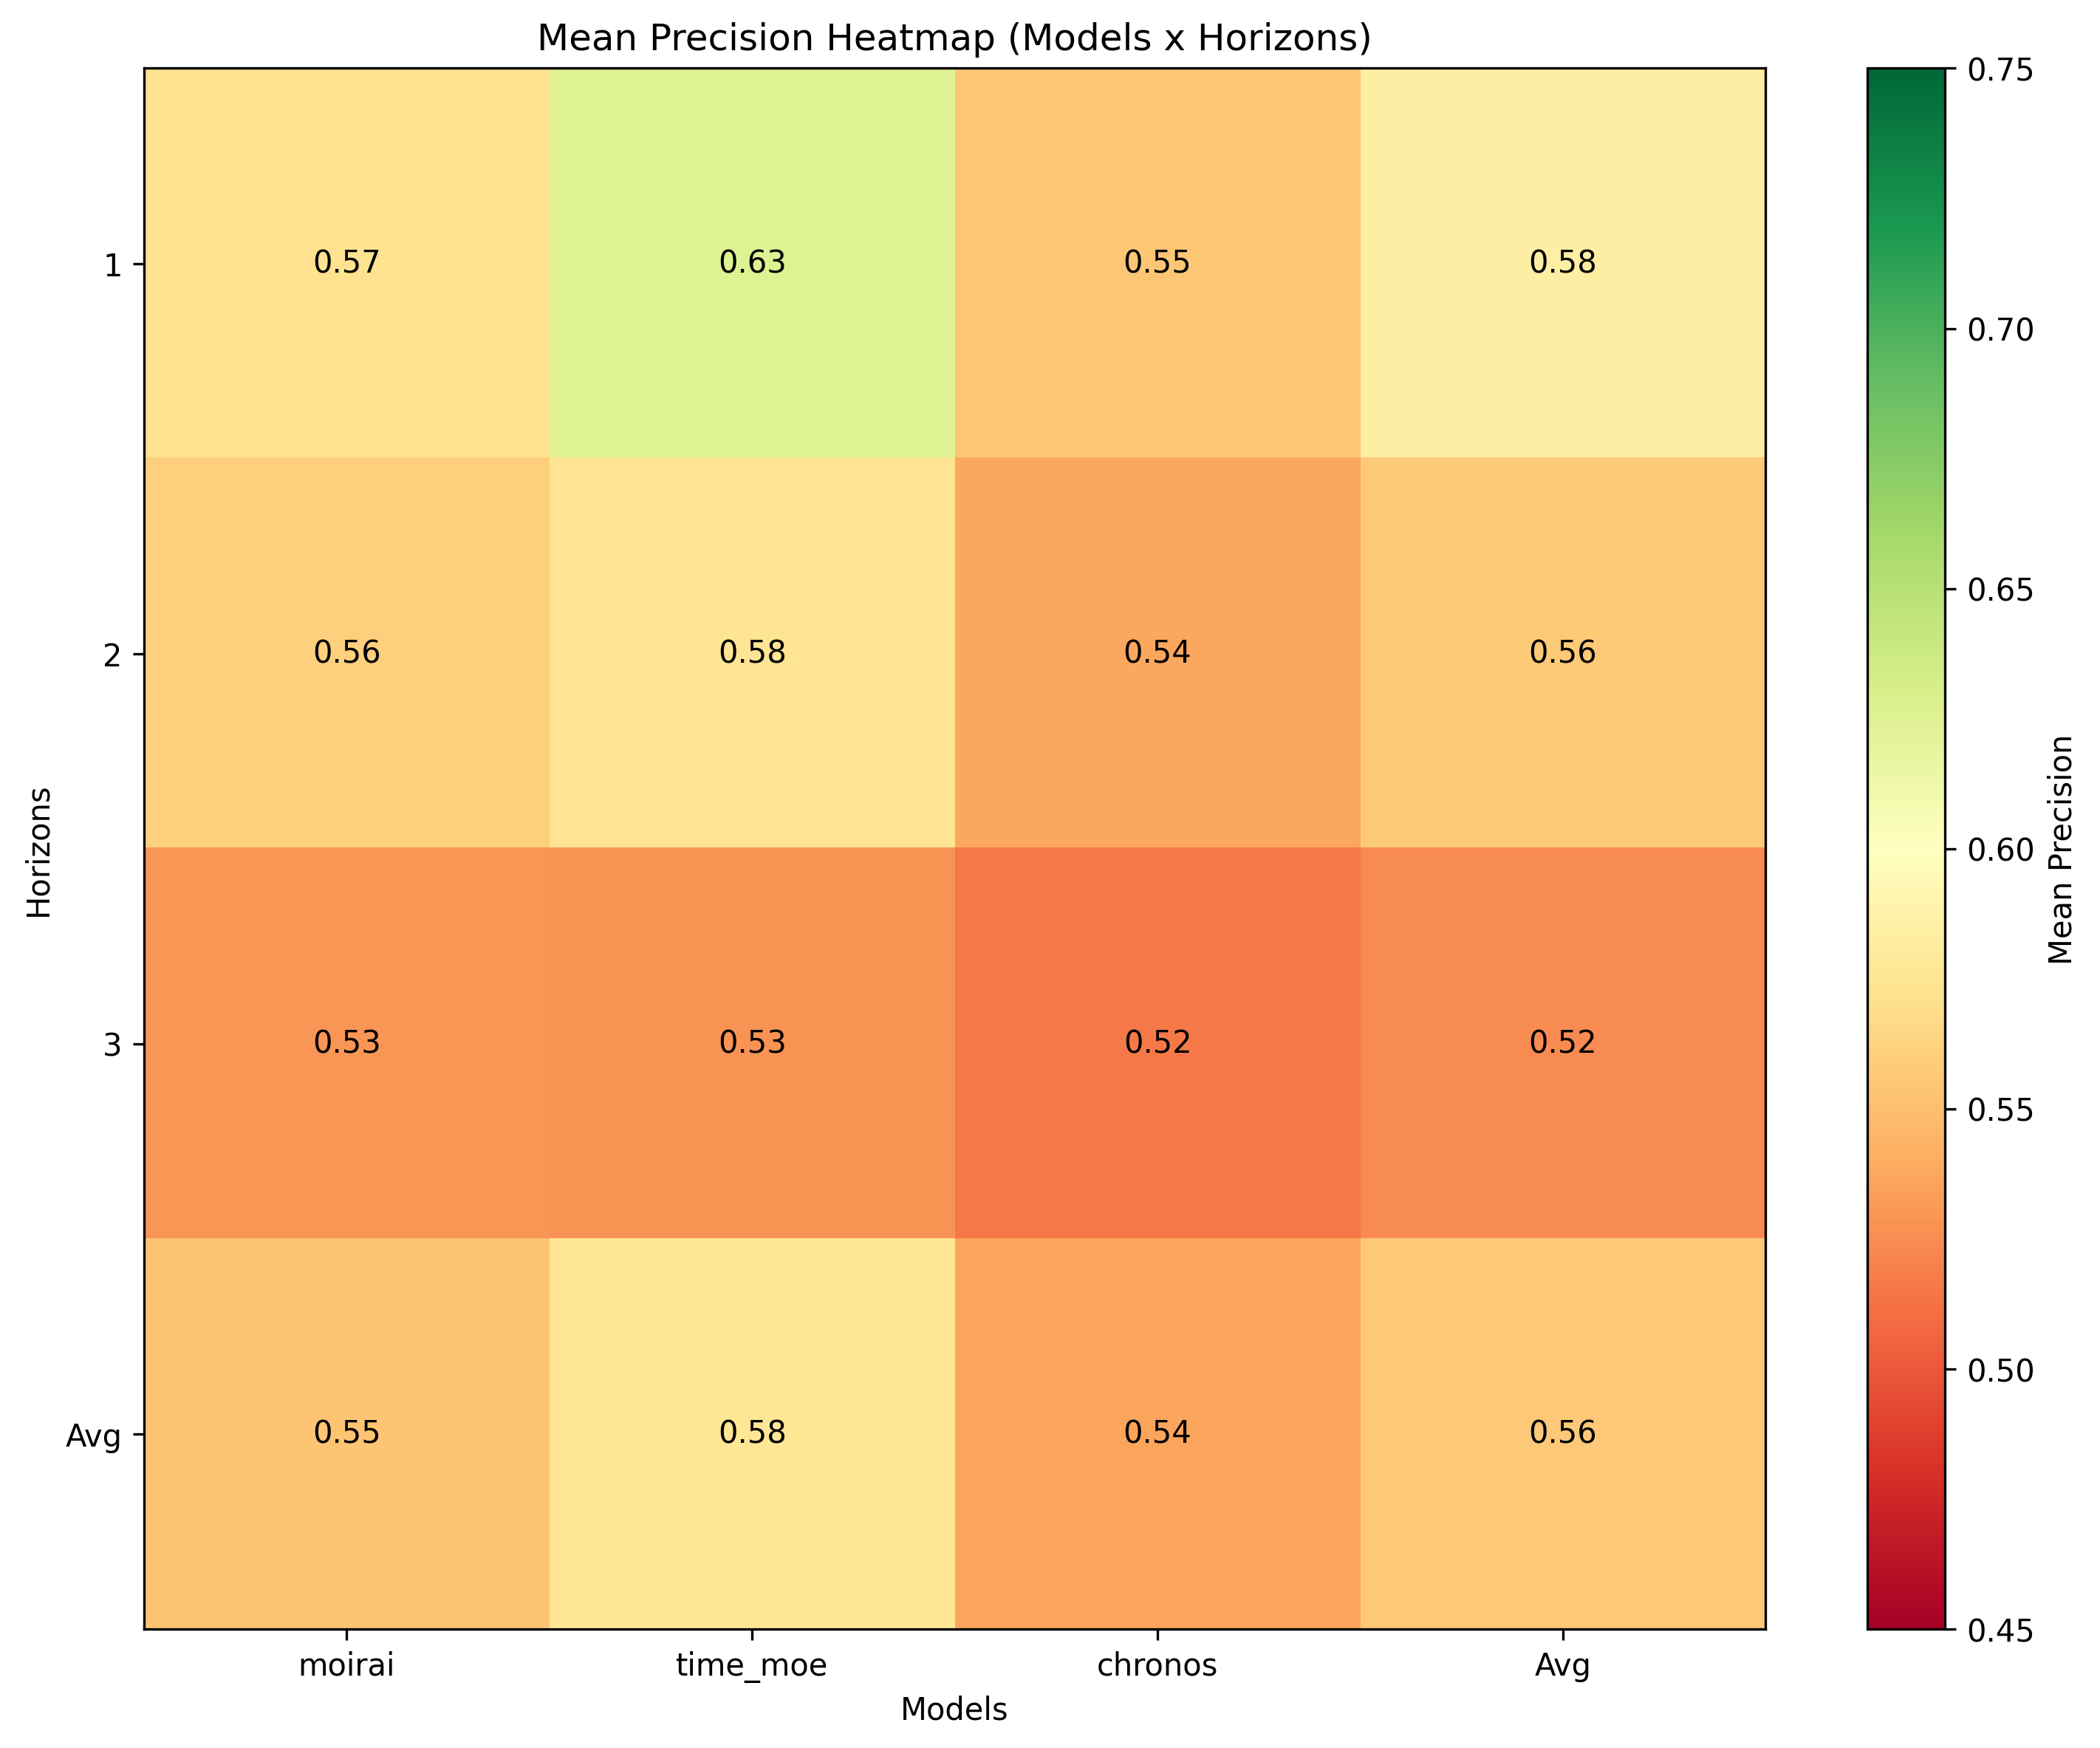 Mean Precision Heatmap (Models x Horizons)
1
0.57 0.63 0.55 0.58
2
0.56 0.58 0.54 0.56
3
0.53 0.53 0.52 0.52
Avg
0.55 0.58 0.54 0.56
moirai time_moe chronos Avg
Models
Horizons
0.75
0.70
0.65
0.60
0.55
0.50
0.45
Mean Precision